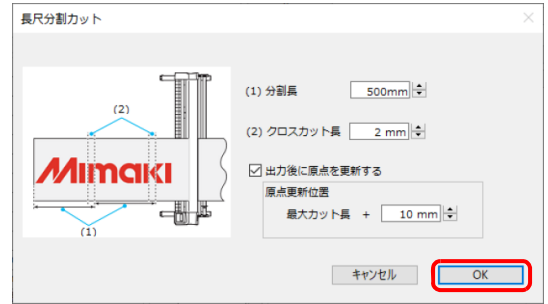 長尺分割カット
(1) 分割長 500mm
(2)
(2) クロスカット長 2 mm
出力後に原点を更新する
Mimaki
原点更新位置
最大カット長 + 10 mm
(1)
キャンセル OK